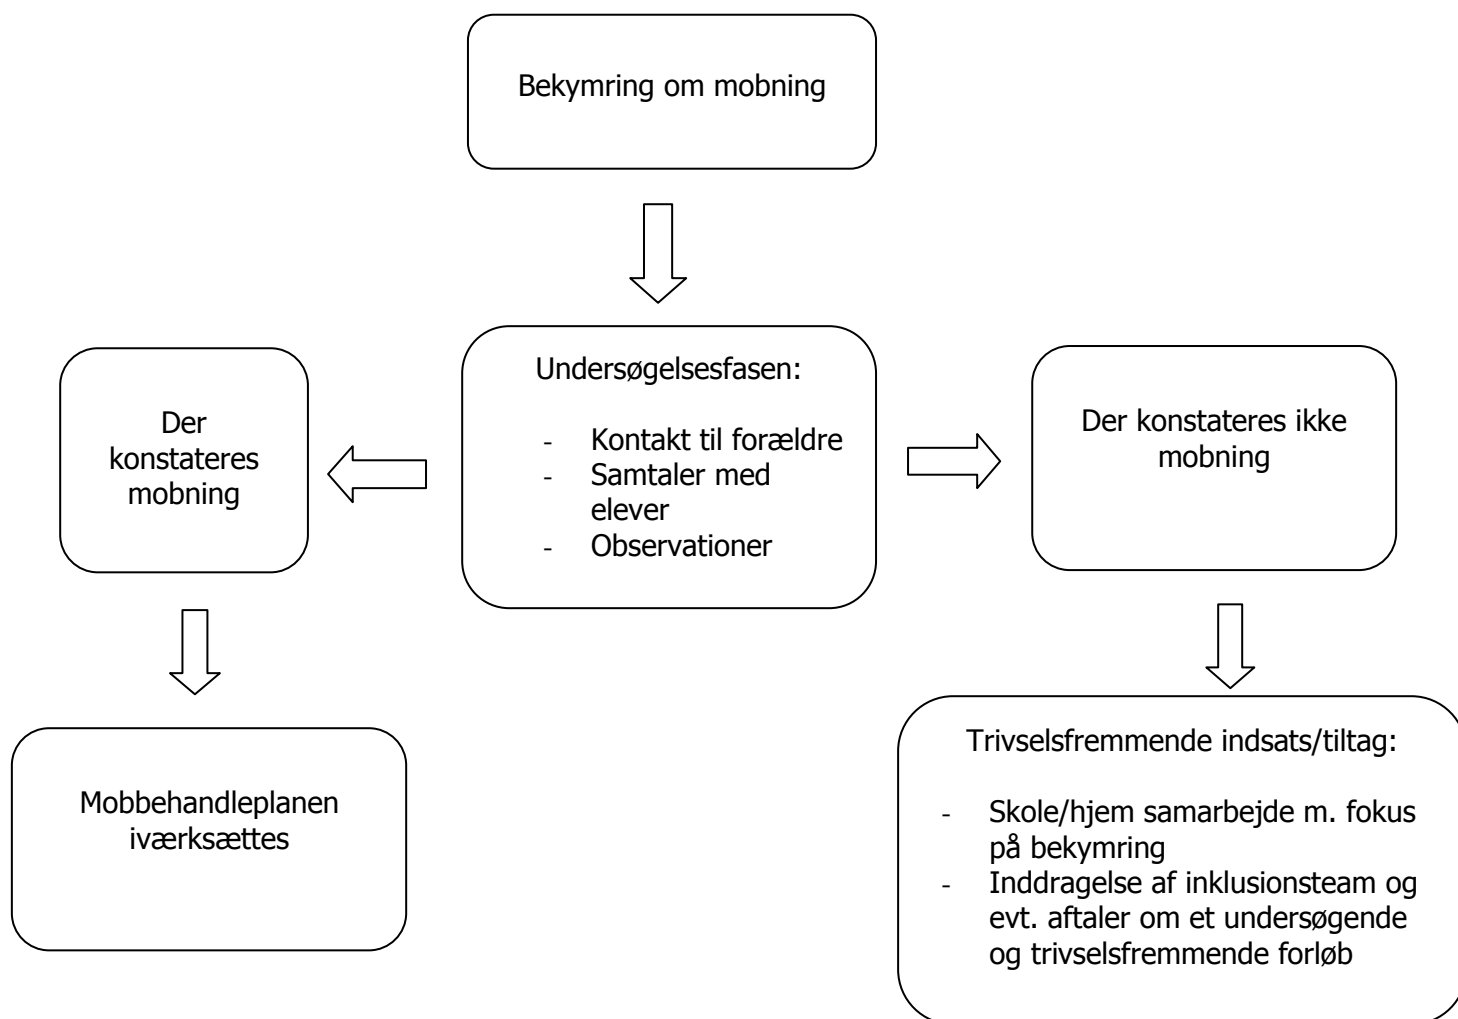 Bekymring om mobning
Undersøgelsesfasen:
- Kontakt til forældre
- Samtaler med
elever
- Observationer
Der
konstateres
mobning
Der konstateres ikke
mobning
Mobbehandleplanen
iværksættes
Trivselsfremmende indsats/tiltag:
- Skole/hjem samarbejde m. fokus
på bekymring
- Inddragelse af inklusionsteam og
evt. aftaler om et undersøgende
og trivselsfremmende forløb